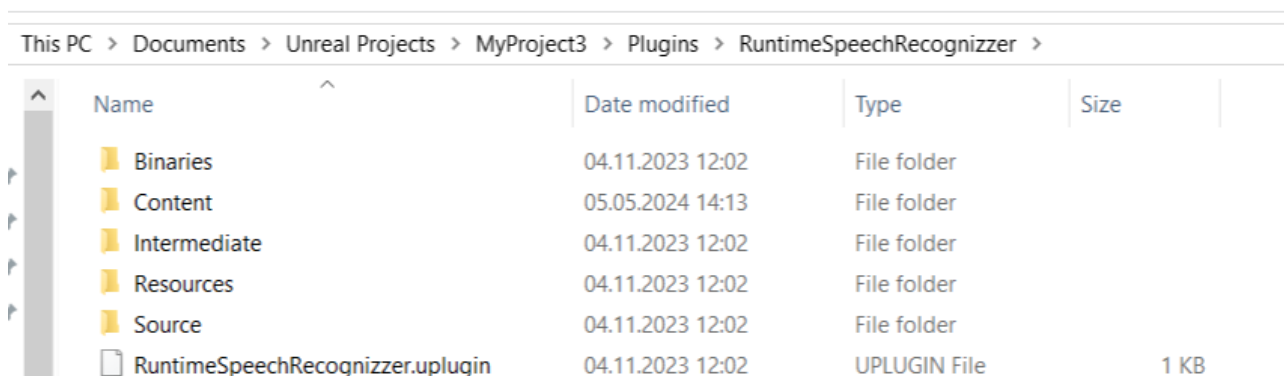 This PC > Documents > Unreal Projects > MyProject3 > Plugins > RuntimeSpeechRecognizzer >
Name Date modified Type Size
Binaries 04.11.2023 12:02 File folder
Content 05.05.2024 14:13 File folder
Intermediate 04.11.2023 12:02 File folder
Resources 04.11.2023 12:02 File folder
Source 04.11.2023 12:02 File folder
RuntimeSpeechRecognizzer.uplugin 04.11.2023 12:02 UPLUGIN File 1 KB